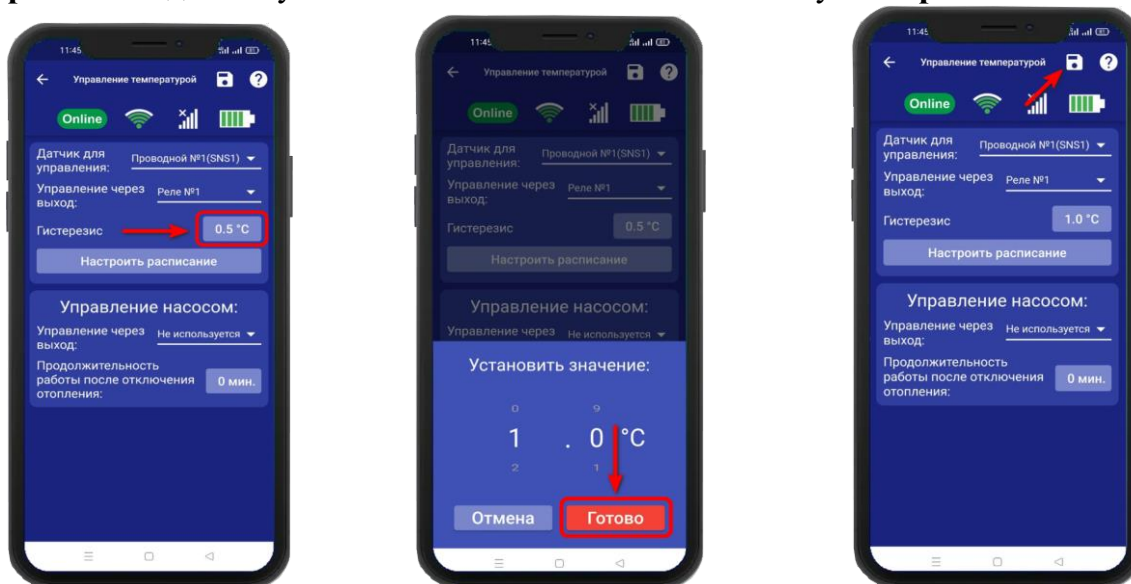 11:45
Управление температурой
Online
Датчик для
управления:
Проводной №1(SNS1)
Управление через
выход:
Реле №1
Гистерезис
0.5 °C
Настроить расписание
Управление насосом:
Управление через
выход:
Не используется
Продолжительность
работы после отключения
отопления:
0 мин.
11:45
Управление температурой
Online
Датчик для
управления:
Проводной №1(SNS1)
Управление через
выход:
Реле №1
Гистерезис
0.5 °C
Настроить расписание
Управление насосом:
Управление через
Не используется
Установить значение:
0 9
1 . 0 °C
2 1
Отмена
Готово
11:45
Управление температурой
Online
Датчик для
управления:
Проводной №1(SNS1)
Управление через
выход:
Реле №1
Гистерезис
1.0 °C
Настроить расписание
Управление насосом:
Управление через
выход:
Не используется
Продолжительность
работы после отключения
отопления:
0 мин.